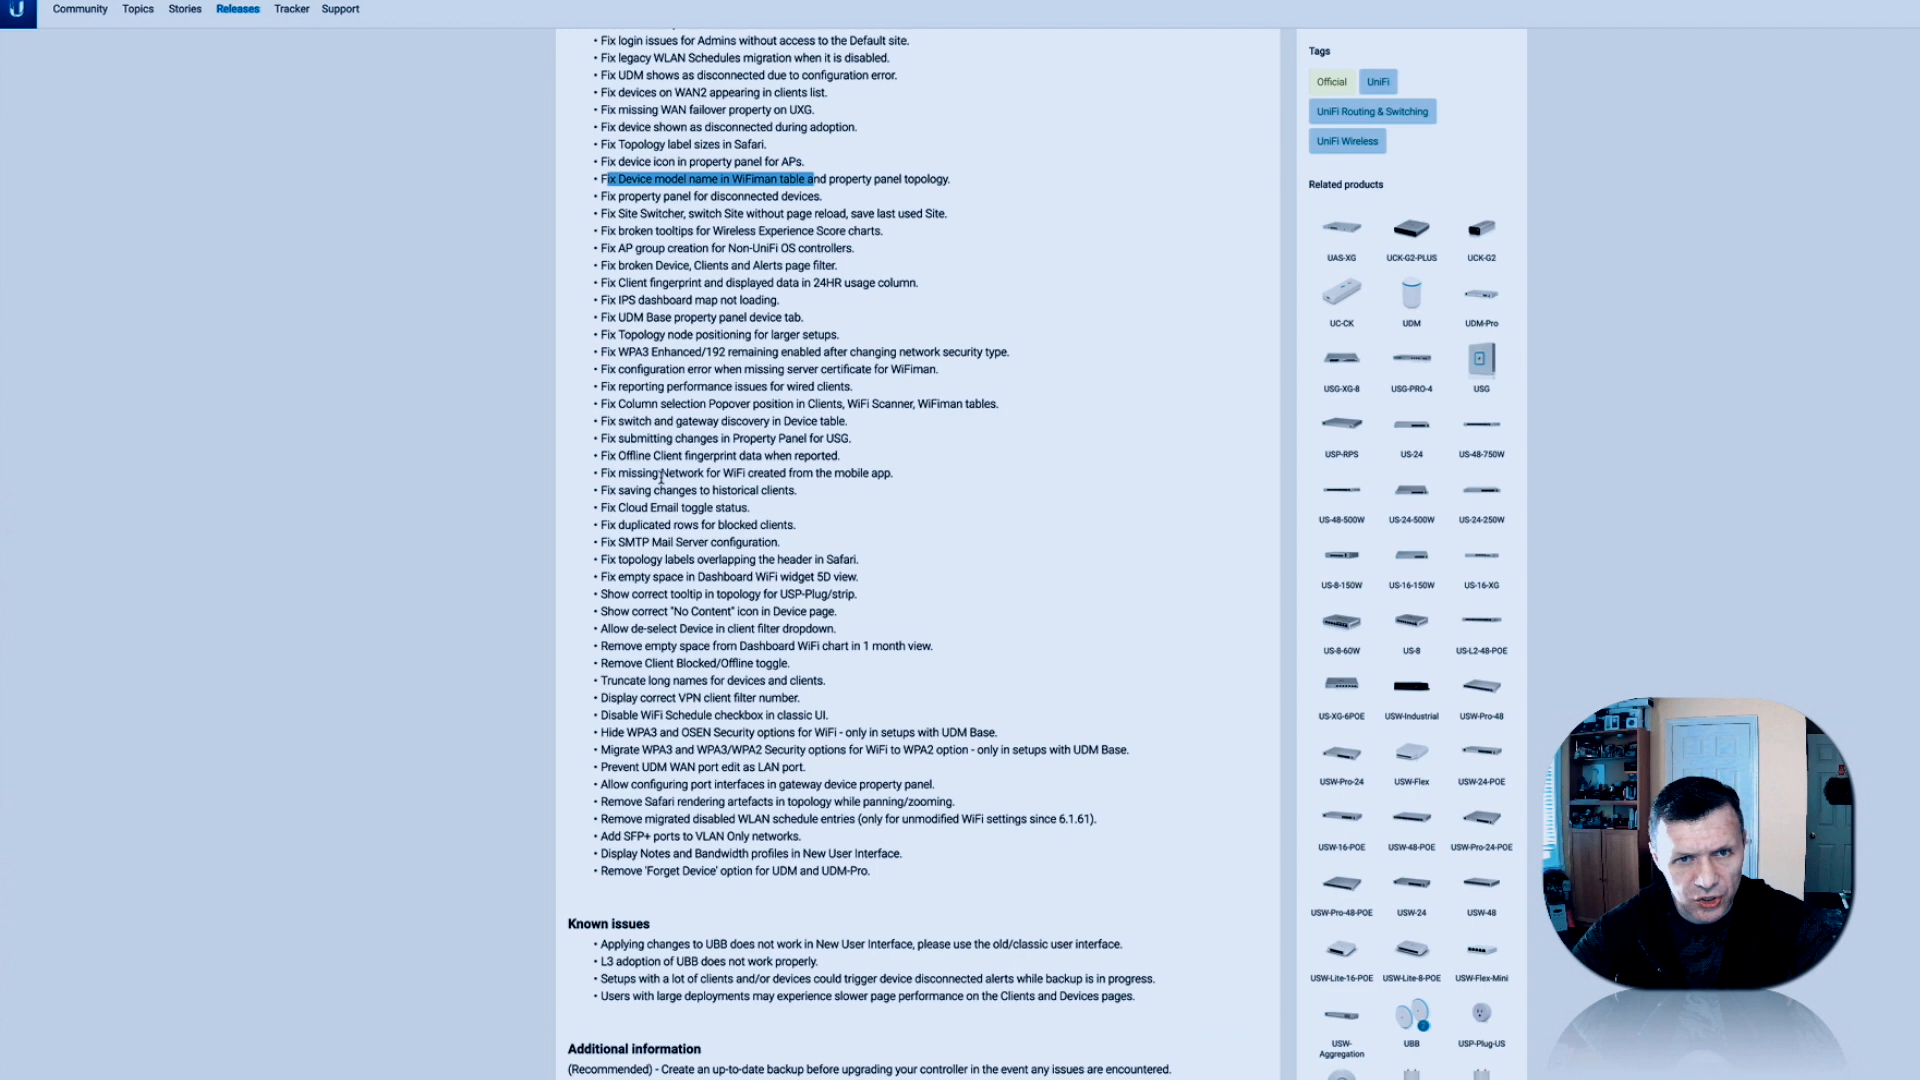 Community Topics Stories Releases Tracker Support
• Fix login issues for Admins without access to the Default site.
• Fix legacy WLAN Schedules migration when it is disabled.
• Fix UDM shows as disconnected due to configuration error.
• Fix devices on WAN2 appearing in clients list.
• Fix missing WAN failover property on UXG.
• Fix device shown as disconnected during adoption.
• Fix Topology label sizes in Safari.
• Fix device icon in property panel for APs.
• Fix Device model name in WiFiman table and property panel topology.
• Fix property panel for disconnected devices.
• Fix Site Switcher, switch Site without page reload, save last used Site.
• Fix broken tooltips for Wireless Experience Score charts.
• Fix AP group creation for Non-UniFi OS controllers.
• Fix broken Device, Clients and Alerts page filter.
• Fix Client fingerprint and displayed data in 24HR usage column.
• Fix IPS dashboard map not loading.
• Fix UDM Base property panel device tab.
• Fix Topology node positioning for larger setups.
• Fix WPA3 Enhanced/192 remaining enabled after changing network security type.
• Fix configuration error when missing server certificate for WiFiman.
• Fix reporting performance issues for wired clients.
• Fix Column selection Popover position in Clients, WiFi Scanner, WiFiman tables.
• Fix switch and gateway discovery in Device table.
• Fix submitting changes in Property Panel for USG.
• Fix Offline Client fingerprint data when reported.
• Fix missing Network for WiFi created from the mobile app.
• Fix saving changes to historical clients.
• Fix Cloud Email toggle status.
• Fix duplicated rows for blocked clients.
• Fix SMTP Mail Server configuration.
• Fix topology labels overlapping the header in Safari.
• Fix empty space in Dashboard WiFi widget 5D view.
• Show correct tooltip in topology for USP-Plug/strip.
• Show correct "No Content" icon in Device page.
• Allow de-select Device in client filter dropdown.
• Remove empty space from Dashboard WiFi chart in 1 month view.
• Remove Client Blocked/Offline toggle.
• Truncate long names for devices and clients.
• Display correct VPN client filter number.
• Disable WiFi Schedule checkbox in classic UI.
• Hide WPA3 and OSEN Security options for WiFi - only in setups with UDM Base.
• Migrate WPA3 and WPA3/WPA2 Security options for WiFi to WPA2 option - only in setups with UDM Base.
• Prevent UDM WAN port edit as LAN port.
• Allow configuring port interfaces in gateway device property panel.
• Remove Safari rendering artefacts in topology while panning/zooming.
• Remove migrated disabled WLAN schedule entries (only for unmodified WiFi settings since 6.1.61).
• Add SFP+ ports to VLAN Only networks.
• Display Notes and Bandwidth profiles in New User Interface.
• Remove 'Forget Device' option for UDM and UDM-Pro.
Known issues
• Applying changes to UBB does not work in New User Interface, please use the old/classic user interface.
• L3 adoption of UBB does not work properly.
• Setups with a lot of clients and/or devices could trigger device disconnected alerts while backup is in progress.
• Users with large deployments may experience slower page performance on the Clients and Devices pages.
Additional information
(Recommended) - Create an up-to-date backup before upgrading your controller in the event any issues are encountered.
Tags
Official UniFi
UniFi Routing & Switching
UniFi Wireless
Related products
UAS-XG UCK-G2-PLUS UCK-G2
UC-CK UDM UDM-Pro
USG-XG-8 USG-PRO-4 USG
USP-RPS US-24 US-48-750W
US-48-500W US-24-500W US-24-250W
US-8-150W US-16-150W US-16-XG
US-8-60W US-8 US-L2-48-POE
US-XG-6POE USW-Industrial USW-Pro-48
USW-Pro-24 USW-Flex USW-24-POE
USW-16-POE USW-48-POE USW-Pro-24-POE
USW-Pro-48-POE USW-24 USW-48
USW-Lite-16-POE USW-Lite-8-POE USW-Flex-Mini
USW-Aggregation UBB USP-Plug-US